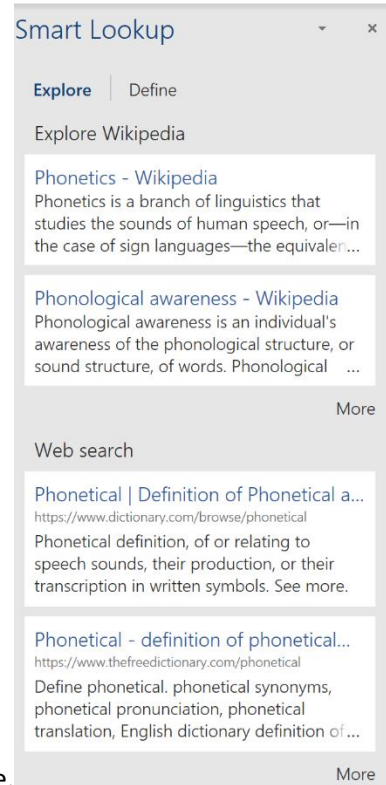 Smart Lookup
Explore Define
Explore Wikipedia
Phonetics - Wikipedia
Phonetics is a branch of linguistics that
studies the sounds of human speech, or—in
the case of sign languages—the equivalen...
Phonological awareness - Wikipedia
Phonological awareness is an individual's
awareness of the phonological structure, or
sound structure, of words. Phonological ...
More
Web search
Phonetical | Definition of Phonetical a...
https://www.dictionary.com/browse/phonetical
Phonetical definition, of or relating to
speech sounds, their production, or their
transcription in written symbols. See more.
Phonetical - definition of phonetical...
https://www.thefreedictionary.com/phonetical
Define phonetical. phonetical synonyms,
phonetical pronunciation, phonetical
translation, English dictionary definition of...
More